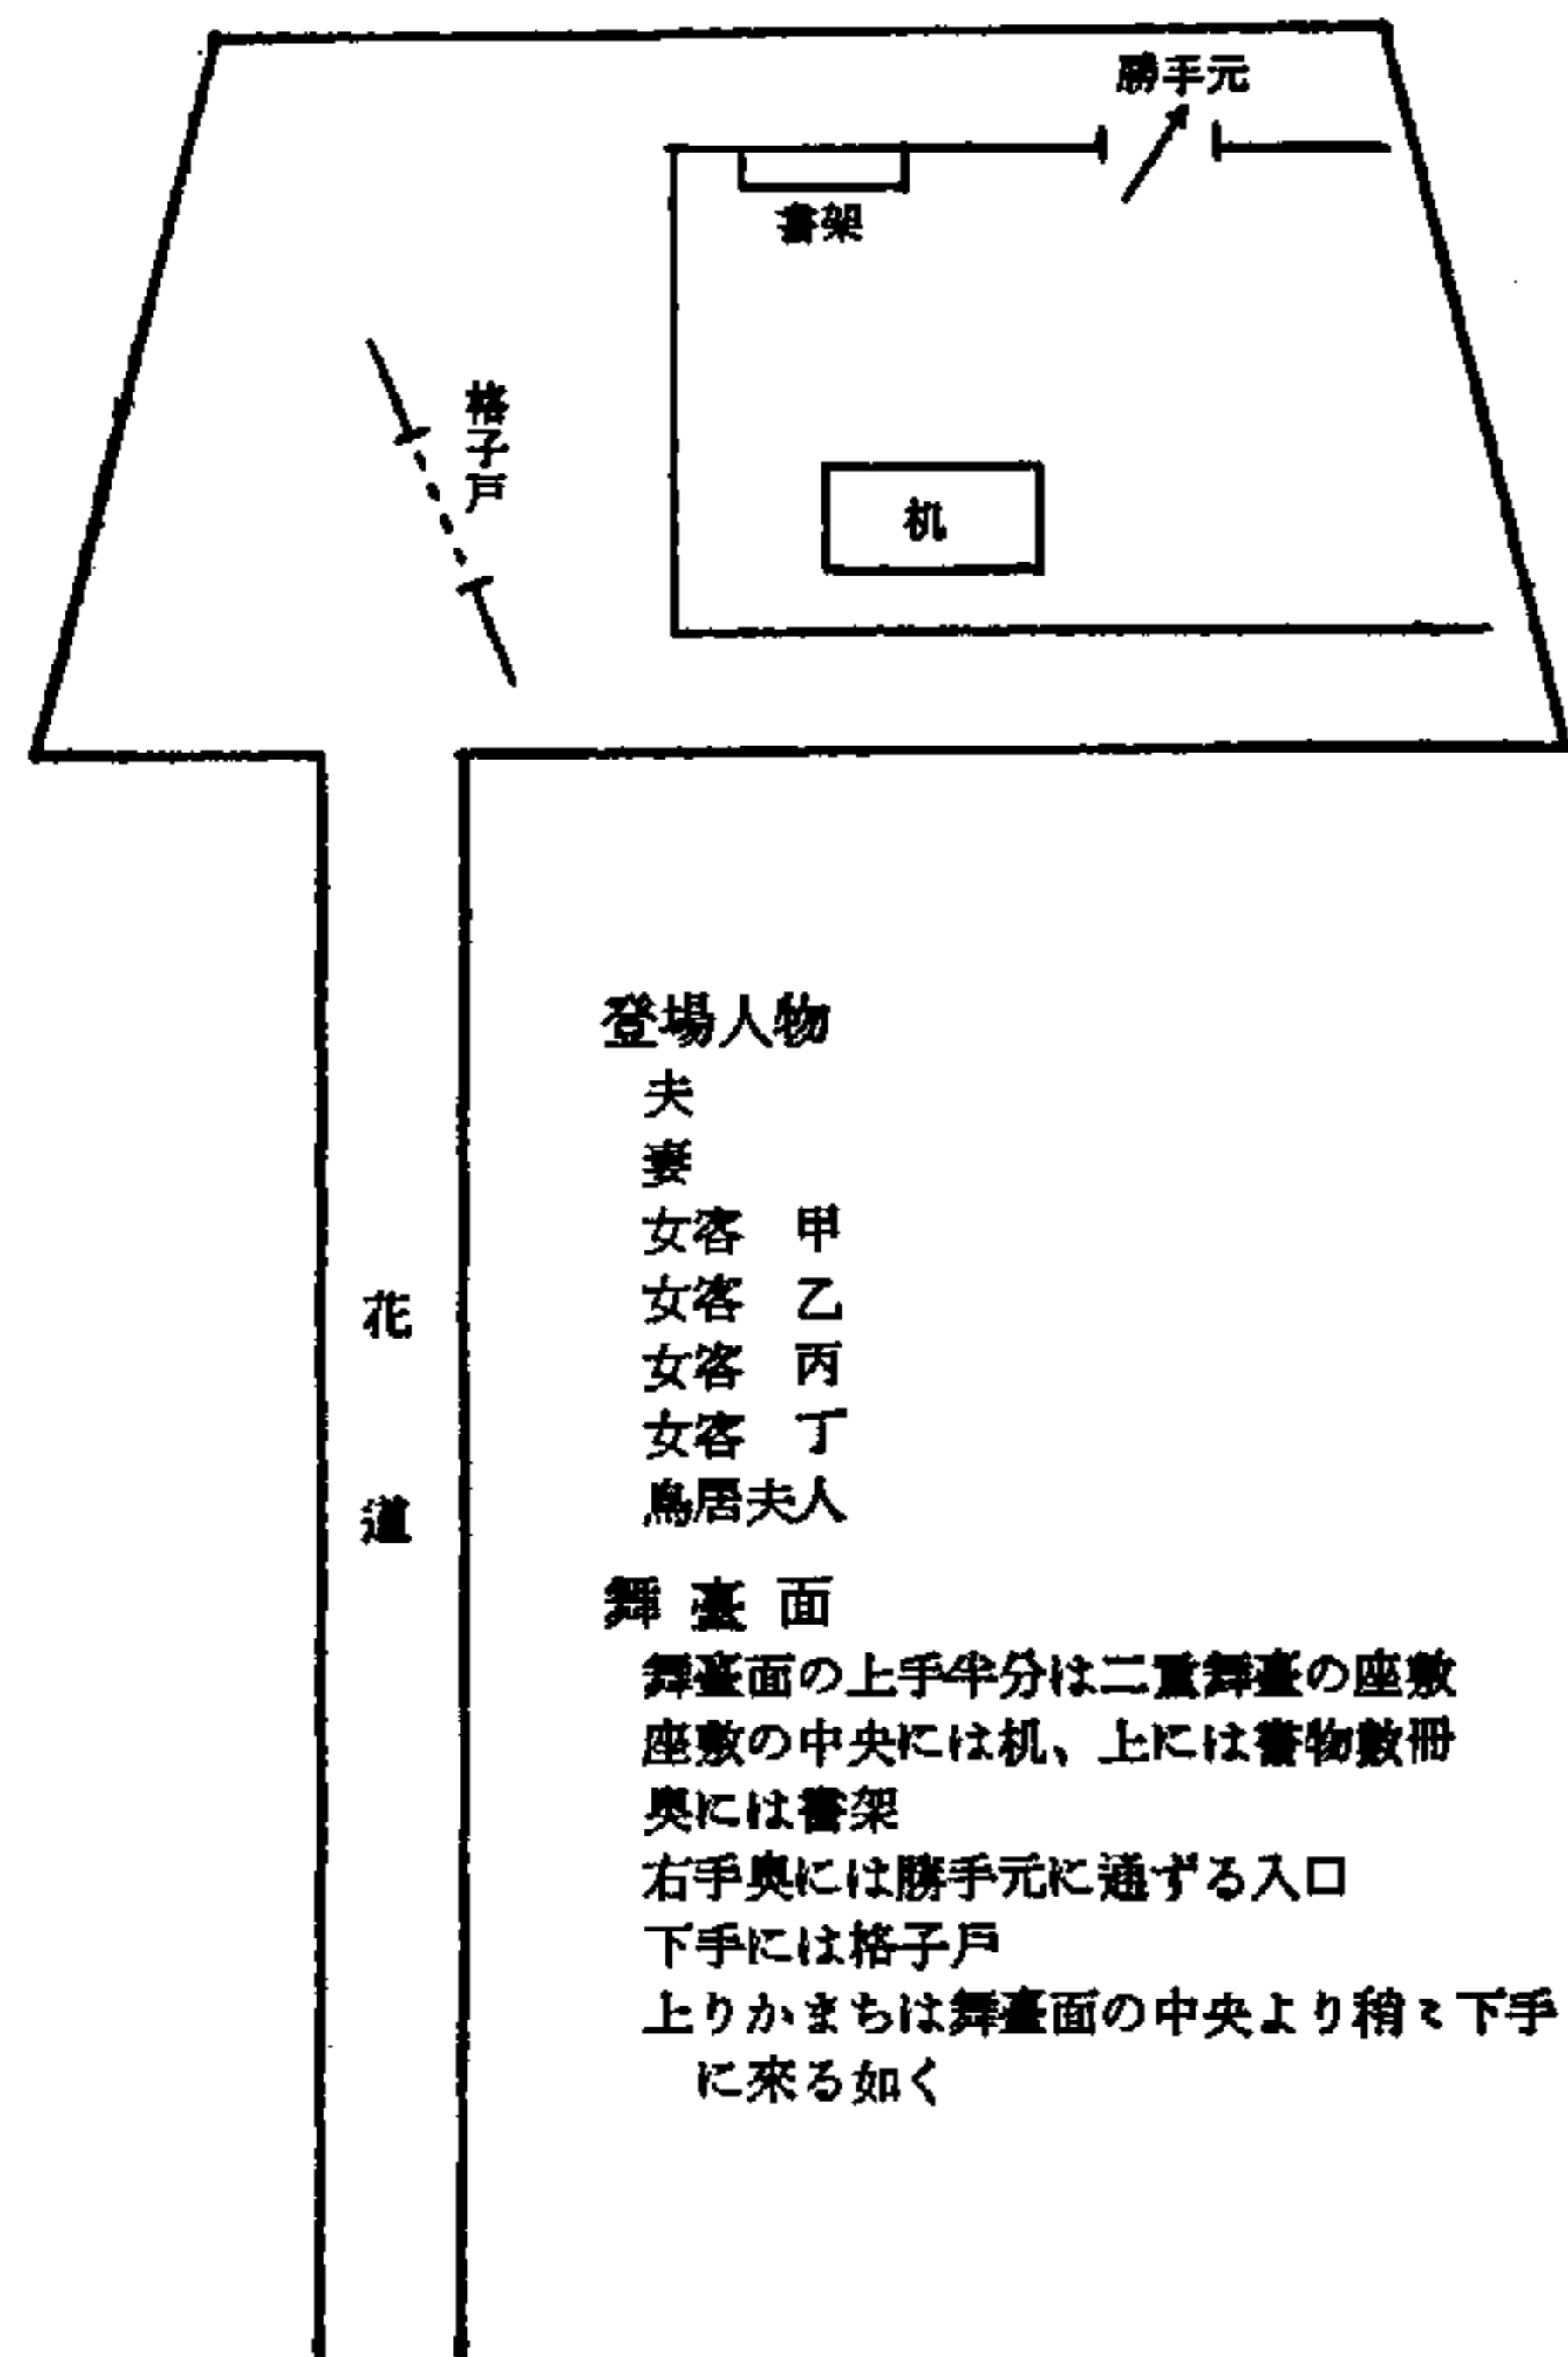 勝手元
書架
格子戸
机
花道
登場人物
夫
妻
女客 甲
女客 乙
女客 丙
女客 丁
鳥居夫人
舞臺面
舞臺面の上手半分は二重舞臺の座敷
座敷の中央には机、上には書物數冊
奥には書架
右手奥には勝手元に通ずる入口
下手には格子戸
上りかまちは舞臺面の中央より稍〻下手
に來る如く